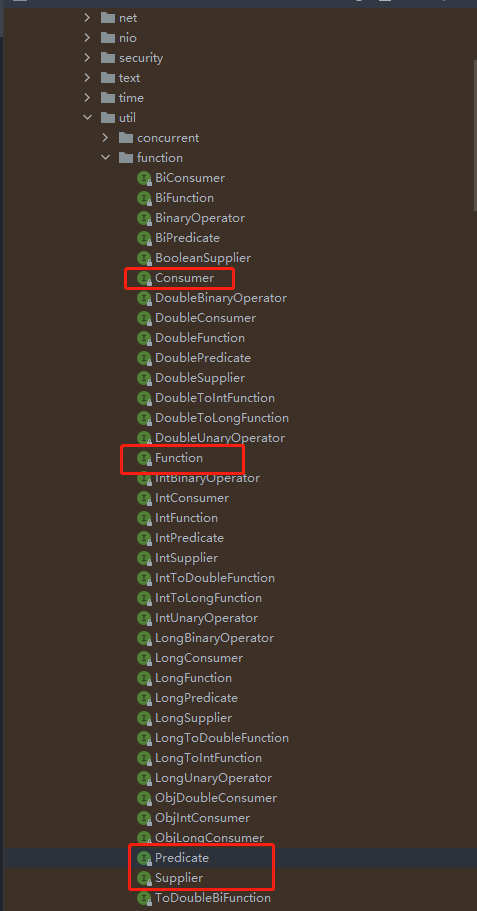 net
nio
security
text
time
util
concurrent
function
BiConsumer
BiFunction
BinaryOperator
BiPredicate
BooleanSupplier
Consumer
DoubleBinaryOperator
DoubleConsumer
DoubleFunction
DoublePredicate
DoubleSupplier
DoubleToIntFunction
DoubleToLongFunction
DoubleUnaryOperator
Function
IntBinaryOperator
IntConsumer
IntFunction
IntPredicate
IntSupplier
IntToDoubleFunction
IntToLongFunction
IntUnaryOperator
LongBinaryOperator
LongConsumer
LongFunction
LongPredicate
LongSupplier
LongToDoubleFunction
LongToIntFunction
LongUnaryOperator
ObjDoubleConsumer
ObjIntConsumer
ObjLongConsumer
Predicate
Supplier
ToDoubleBiFunction